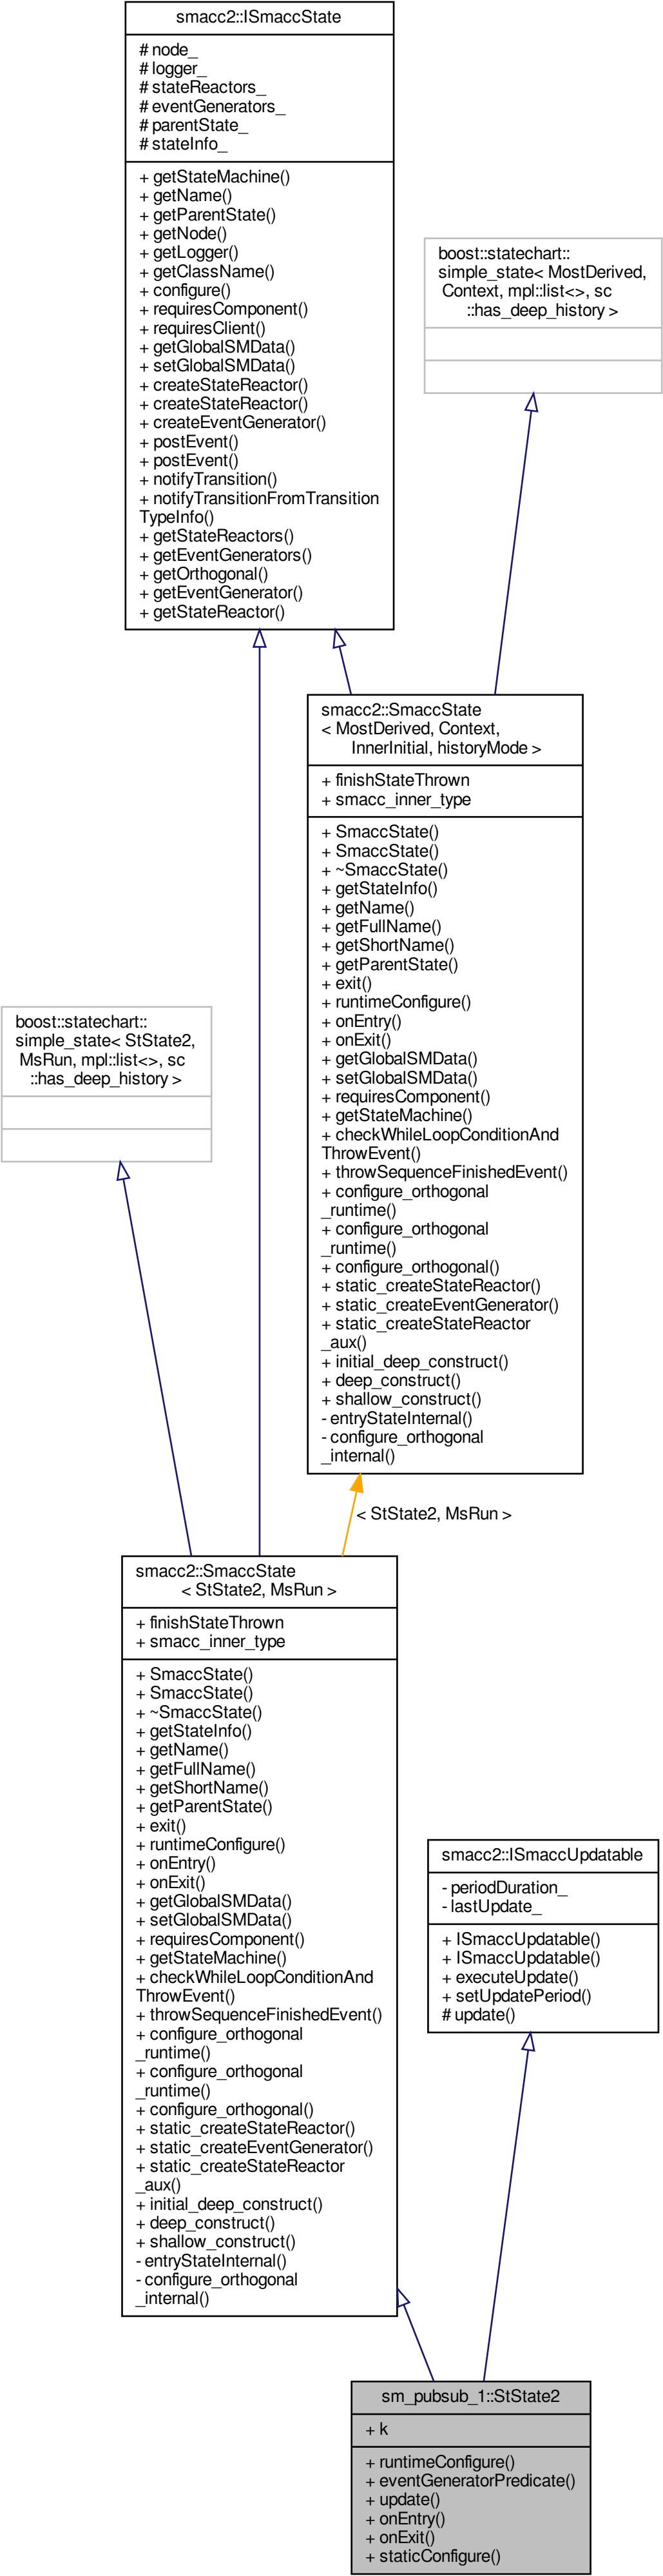 smacc2::ISmaccState
# node_
# logger_
# stateReactors_
# eventGenerators_
# parentState_
# stateInfo_
+ getStateMachine()
+ getName()
+ getParentState()
+ getNode()
+ getLogger()
+ getClassName()
+ configure()
+ requiresComponent()
+ requiresClient()
+ getGlobalSMData()
+ setGlobalSMData()
+ createStateReactor()
+ createStateReactor()
+ createEventGenerator()
+ postEvent()
+ postEvent()
+ notifyTransition()
+ notifyTransitionFromTransition
TypeInfo()
+ getStateReactors()
+ getEventGenerators()
+ getOrthogonal()
+ getEventGenerator()
+ getStateReactor()
boost::statechart::
simple_state< MostDerived,
Context, mpl::list<>, sc
::has_deep_history >
smacc2::SmaccState
< MostDerived, Context,
InnerInitial, historyMode >
+ finishStateThrown
+ smacc_inner_type
+ SmaccState()
+ SmaccState()
+ ~SmaccState()
+ getStateInfo()
+ getName()
+ getFullName()
+ getShortName()
+ getParentState()
+ exit()
+ runtimeConfigure()
+ onEntry()
+ onExit()
+ getGlobalSMData()
+ setGlobalSMData()
+ requiresComponent()
+ getStateMachine()
+ checkWhileLoopConditionAnd
ThrowEvent()
+ throwSequenceFinishedEvent()
+ configure_orthogonal
_runtime()
+ configure_orthogonal
_runtime()
+ configure_orthogonal()
+ static_createStateReactor()
+ static_createEventGenerator()
+ static_createStateReactor
_aux()
+ initial_deep_construct()
+ deep_construct()
+ shallow_construct()
- entryStateInternal()
- configure_orthogonal
_internal()
boost::statechart::
simple_state< StState2,
MsRun, mpl::list<>, sc
::has_deep_history >
< StState2, MsRun >
smacc2::SmaccState
< StState2, MsRun >
+ finishStateThrown
+ smacc_inner_type
+ SmaccState()
+ SmaccState()
+ ~SmaccState()
+ getStateInfo()
+ getName()
+ getFullName()
+ getShortName()
+ getParentState()
+ exit()
+ runtimeConfigure()
+ onEntry()
+ onExit()
+ getGlobalSMData()
+ setGlobalSMData()
+ requiresComponent()
+ getStateMachine()
+ checkWhileLoopConditionAnd
ThrowEvent()
+ throwSequenceFinishedEvent()
+ configure_orthogonal
_runtime()
+ configure_orthogonal
_runtime()
+ configure_orthogonal()
+ static_createStateReactor()
+ static_createEventGenerator()
+ static_createStateReactor
_aux()
+ initial_deep_construct()
+ deep_construct()
+ shallow_construct()
- entryStateInternal()
- configure_orthogonal
_internal()
smacc2::ISmaccUpdatable
- periodDuration_
- lastUpdate_
+ ISmaccUpdatable()
+ ISmaccUpdatable()
+ executeUpdate()
+ setUpdatePeriod()
# update()
sm_pubsub_1::StState2
+ k
+ runtimeConfigure()
+ eventGeneratorPredicate()
+ update()
+ onEntry()
+ onExit()
+ staticConfigure()